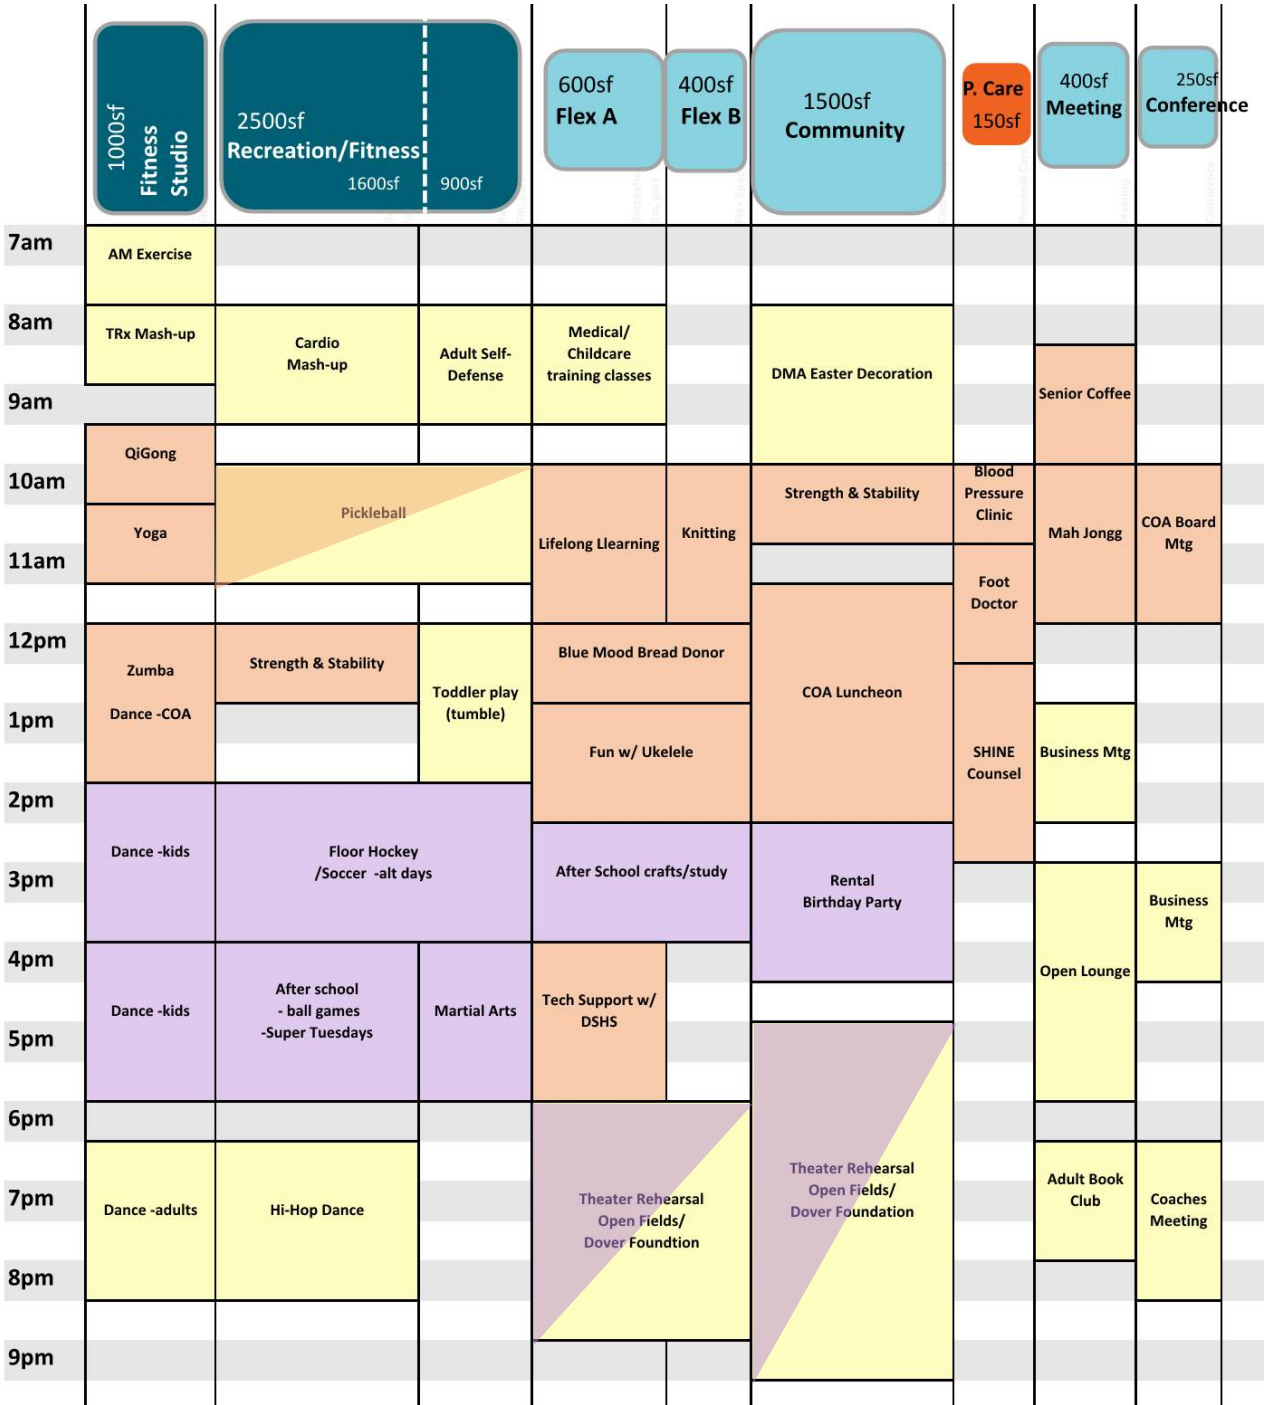 1000sf
Fitness
Studio
2500sf
Recreation/Fitness
1600sf
900sf
600sf
Flex A
400sf
Flex B
1500sf
Community
P. Care
150sf
400sf
Meeting
250sf
Conference
7am
AM Exercise
8am
TRx Mash-up
Cardio
Mash-up
Adult Self-
Defense
Medical/
Childcare
training classes
DMA Easter Decoration
Senior Coffee
9am
QiGong
10am
Pickleball
Lifelong Llearning
Knitting
Strength & Stability
Blood
Pressure
Clinic
Mah Jongg
COA Board
Mtg
Yoga
11am
Foot
Doctor
12pm
Zumba
Dance -COA
Strength & Stability
Toddler play
(tumble)
Blue Mood Bread Donor
COA Luncheon
1pm
Fun w/ Ukelele
SHINE
Counsel
Business Mtg
2pm
Dance -kids
Floor Hockey
/Soccer -alt days
After School crafts/study
Rental
Birthday Party
3pm
Open Lounge
Business
Mtg
4pm
Dance -kids
After school
- ball games
-Super Tuesdays
Martial Arts
Tech Support w/
DSHS
5pm
6pm
Theater Rehearsal
Open Fields/
Dover Foundation
Adult Book
Club
7pm
Dance -adults
Hi-Hop Dance
Theater Rehearsal
Open Fields/
Dover Foundtion
Coaches
Meeting
8pm
9pm